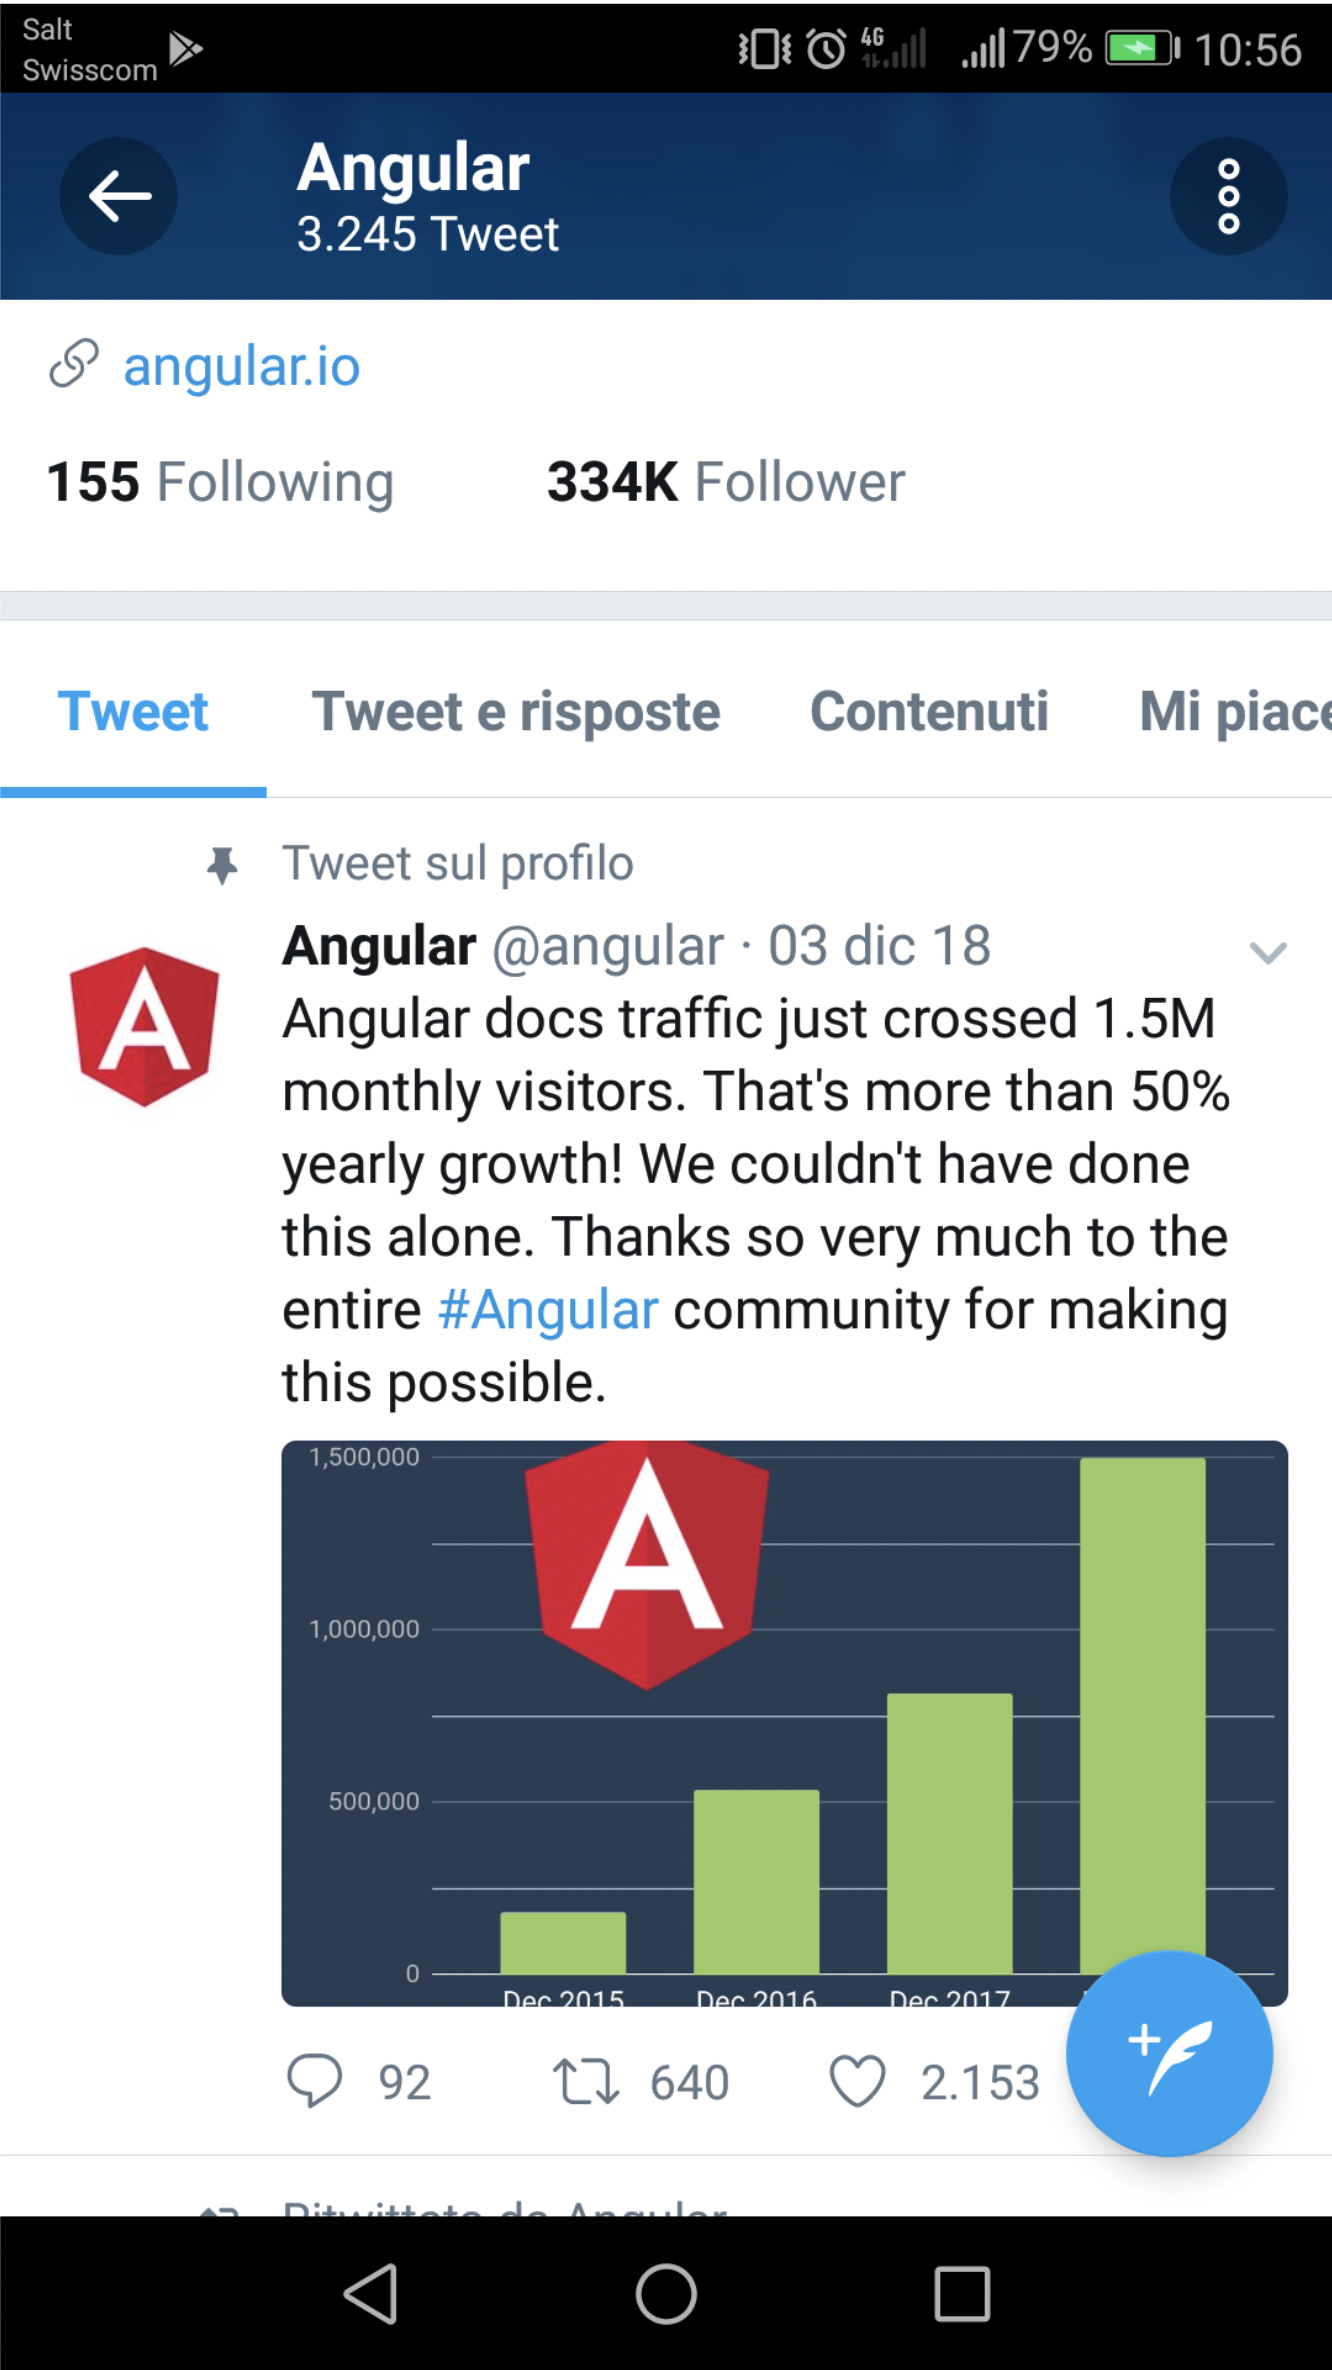 Salt
Swisscom
4G
79%
10:56
Angular
3.245 Tweet
angular.io
155 Following 334K Follower
Tweet Tweet e risposte Contenuti Mi piace
Tweet sul profilo
Angular @angular · 03 dic 18
Angular docs traffic just crossed 1.5M
monthly visitors. That's more than 50%
yearly growth! We couldn't have done
this alone. Thanks so very much to the
entire #Angular community for making
this possible.
1,500,000
1,000,000
500,000
0
Dec 2015 Dec 2016 Dec 2017
92 640 2.153
Ritwittato da Angular